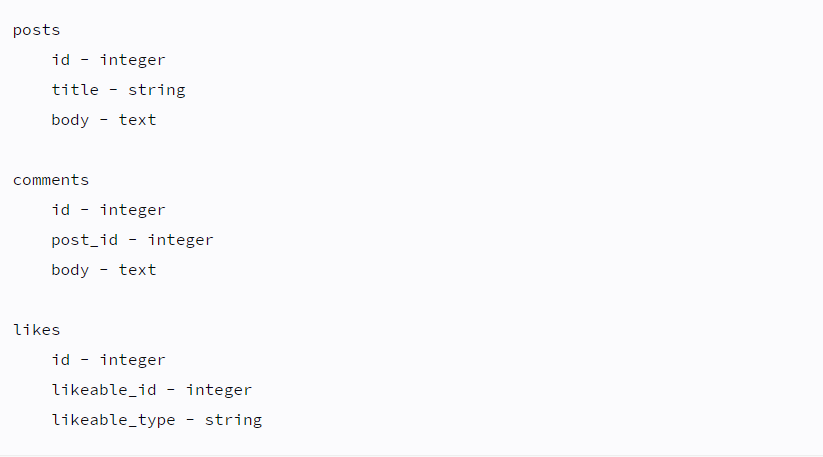 posts
    id - integer
    title - string
    body - text

comments
    id - integer
    post_id - integer
    body - text

likes
    id - integer
    likeable_id - integer
    likeable_type - string